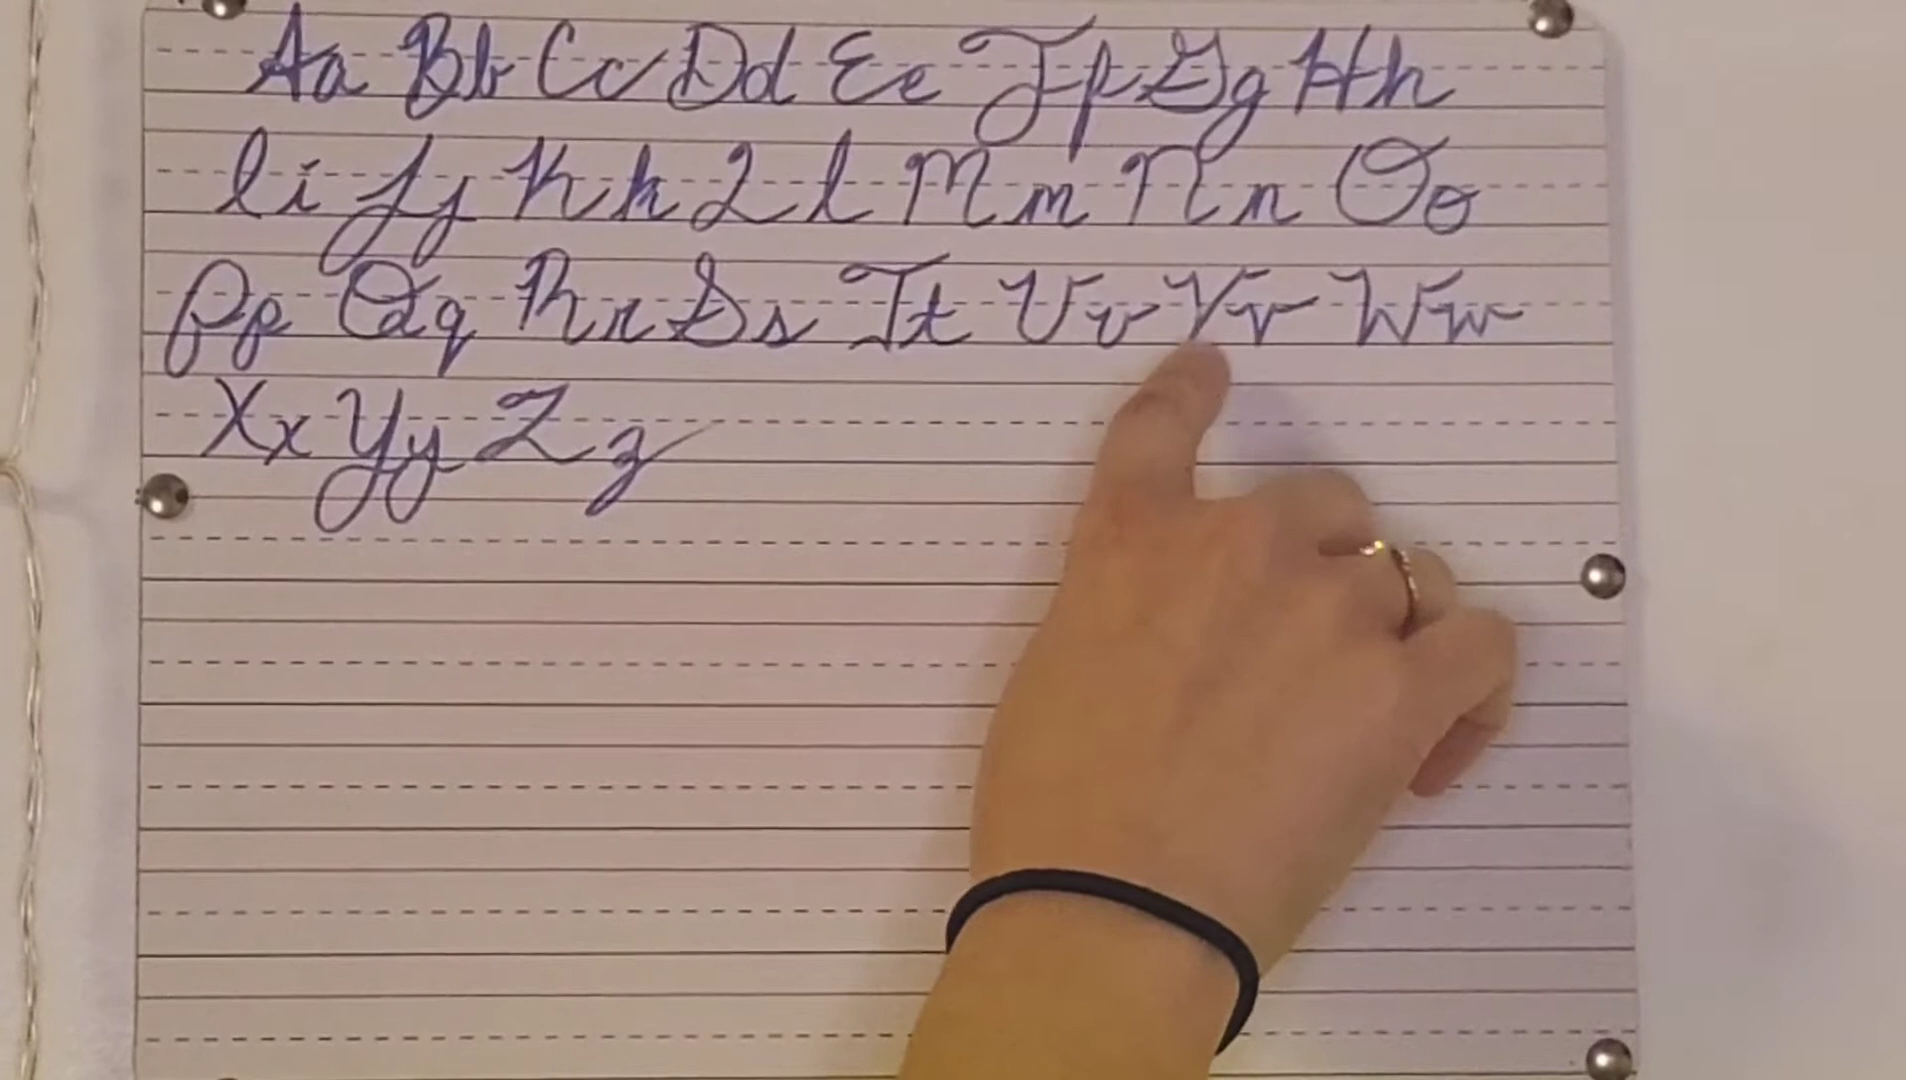 Aa Bb Cc Dd Ee Ff Gg Hh
Ii Jj Kk Ll Mm Nn Oo
Pp Qq Rr Ss Tt Uu Vv Ww
Xx Yy Zz